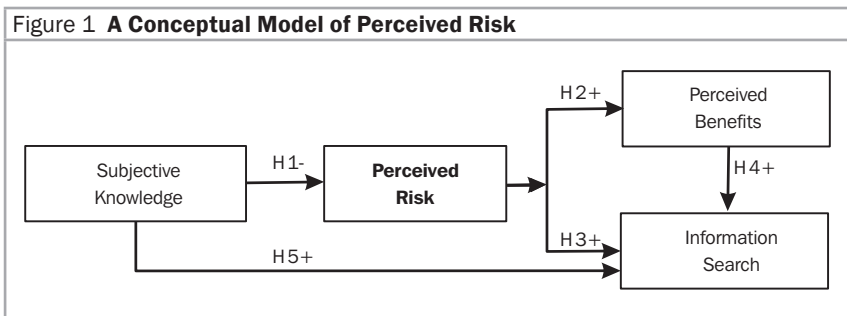 Figure 1 A Conceptual Model of Perceived Risk
H2+
Perceived
Benefits
Subjective
Knowledge
H1-
Perceived
Risk
H4+
H3+
Information
Search
H5+